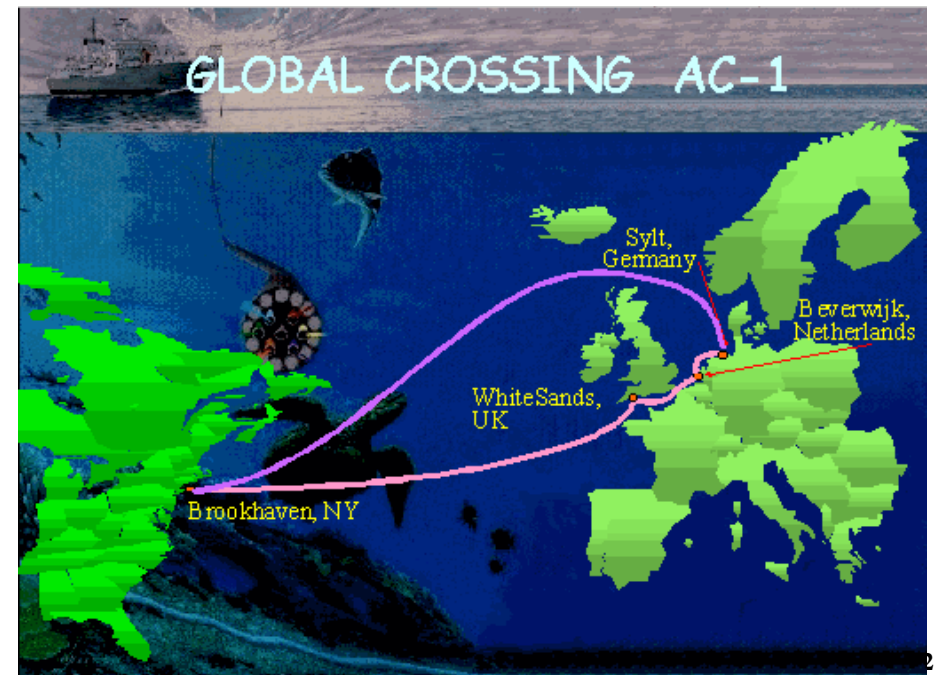 GLOBAL CROSSING AC-1
Sylt,
Germany
Beverwijk,
Netherlands
WhiteSands,
UK
Brookhaven, NY
2